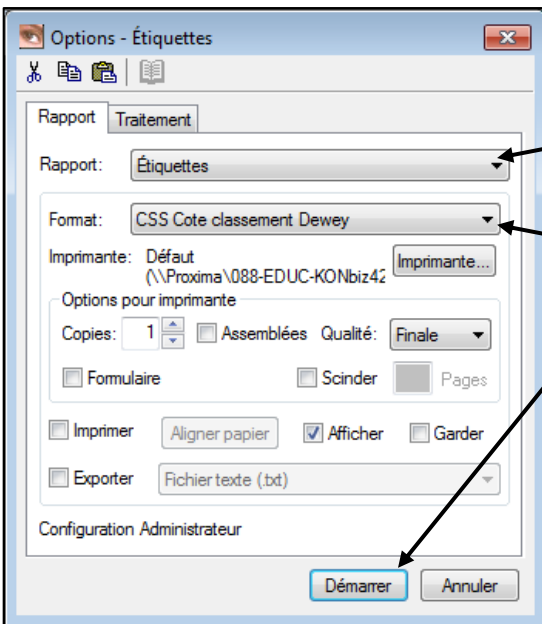 Options - Étiquettes
Rapport Traitement
Rapport: Étiquettes
Format: CSS Cote classement Dewey
Imprimante: Défaut Imprimante...
(\\Proxima\088-EDUC-KONbiz42
Options pour imprimante
Copies: 1 Assemblées Qualité: Finale
Formulaire Scinder Pages
Imprimer Aligner papier Afficher Garder
Exporter Fichier texte (.txt)
Configuration Administrateur
Démarrer Annuler